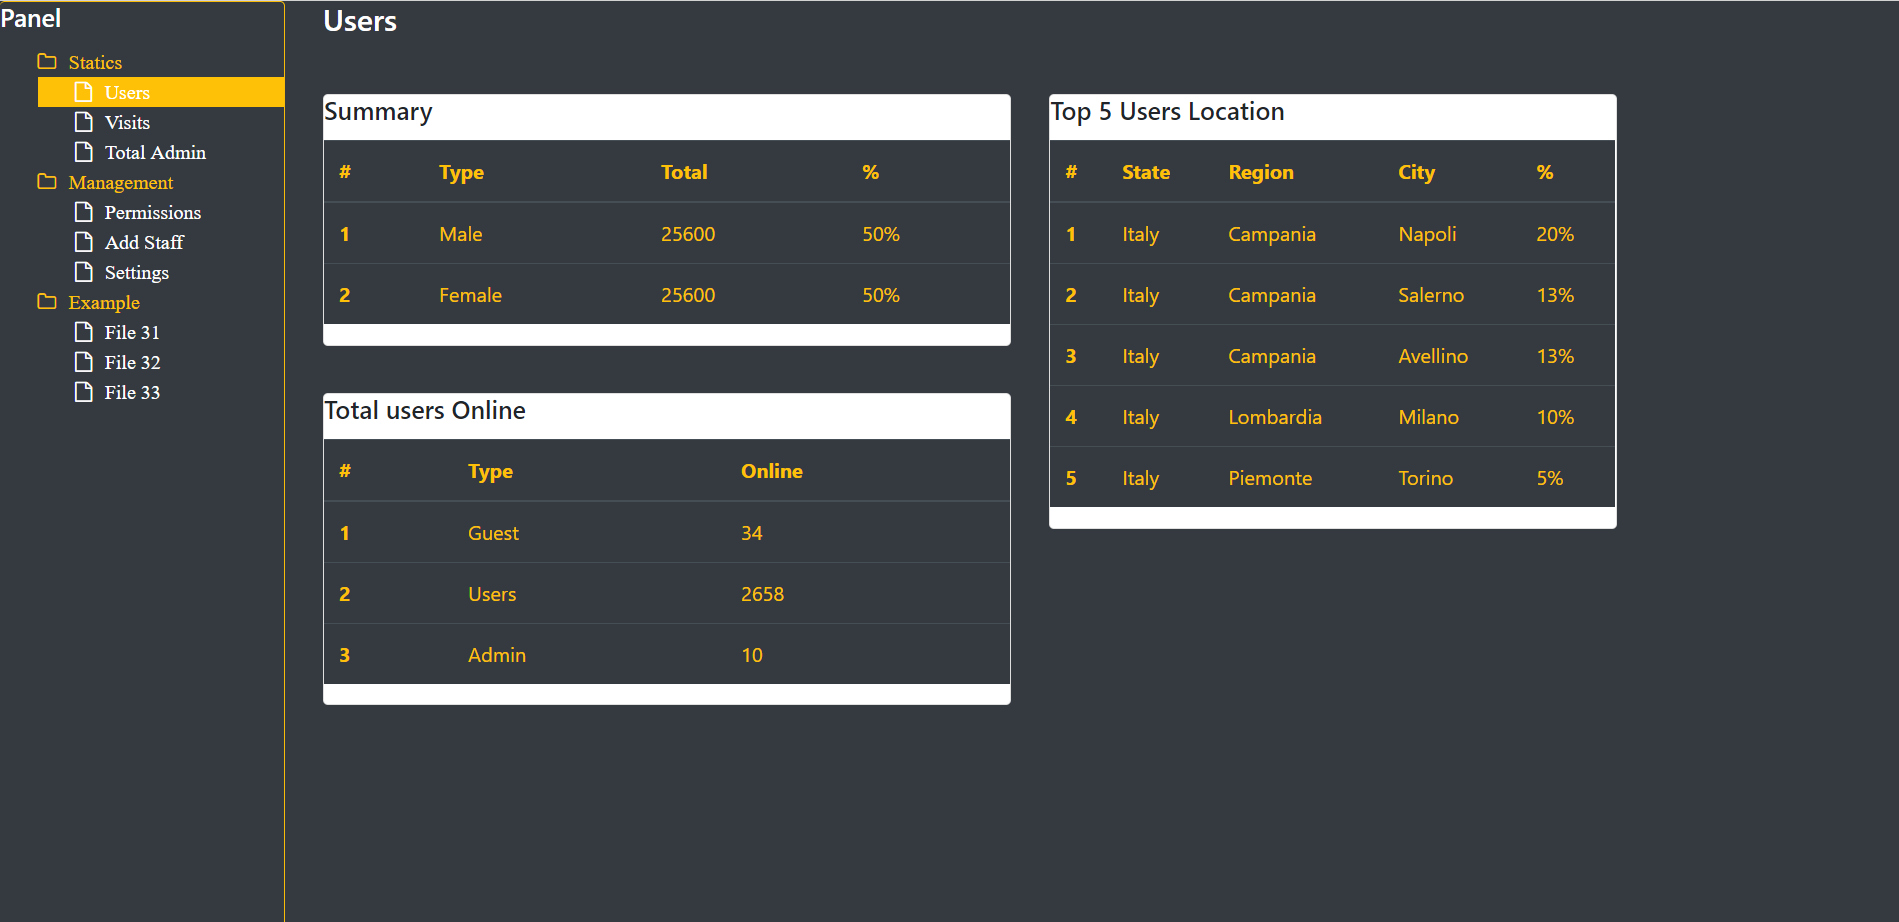 Panel
Statics
Users
Visits
Total Admin
Management
Permissions
Add Staff
Settings
Example
File 31
File 32
File 33
Users
Summary
# Type Total %
1 Male 25600 50%
2 Female 25600 50%
Total users Online
# Type Online
1 Guest 34
2 Users 2658
3 Admin 10
Top 5 Users Location
# State Region City %
1 Italy Campania Napoli 20%
2 Italy Campania Salerno 13%
3 Italy Campania Avellino 13%
4 Italy Lombardia Milano 10%
5 Italy Piemonte Torino 5%